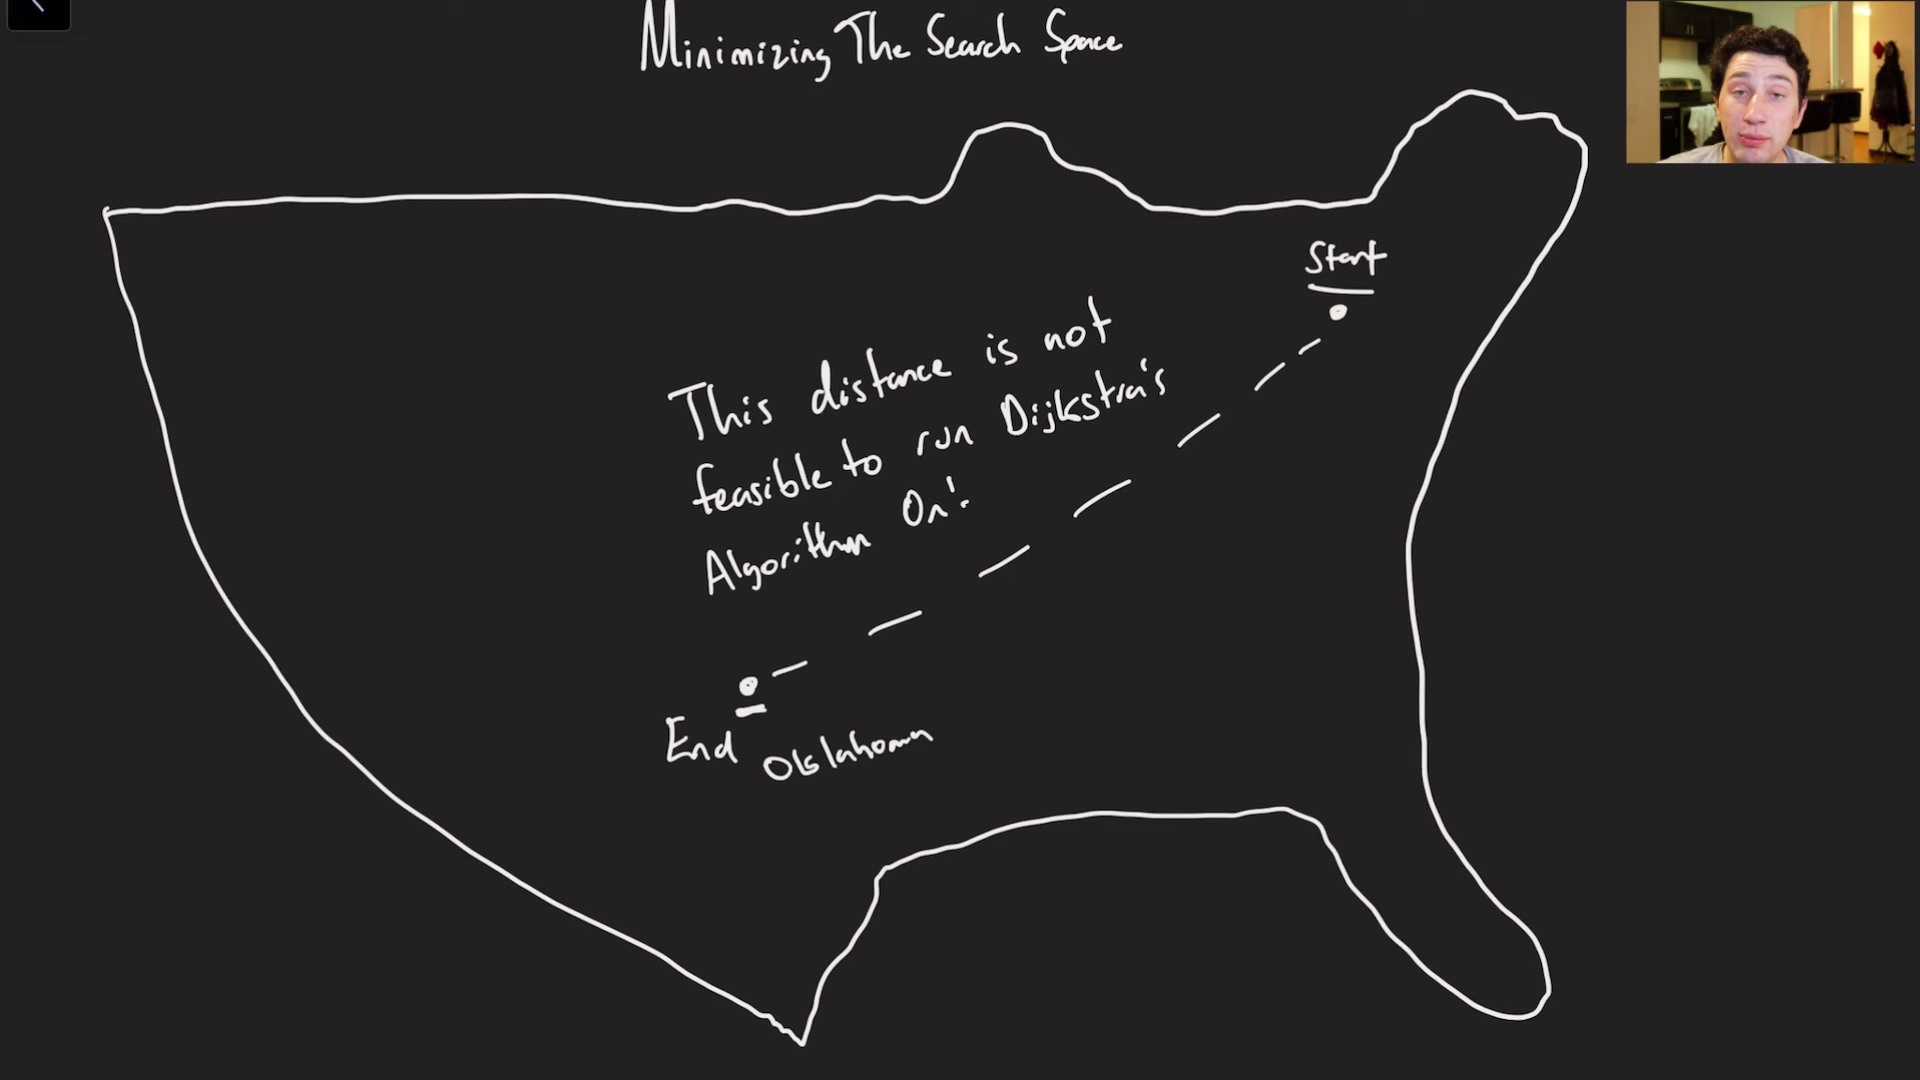 Minimizing The Search Space
Start
This distance is not
feasible to run Dijkstra's
Algorithm On!
End
Oklahoma